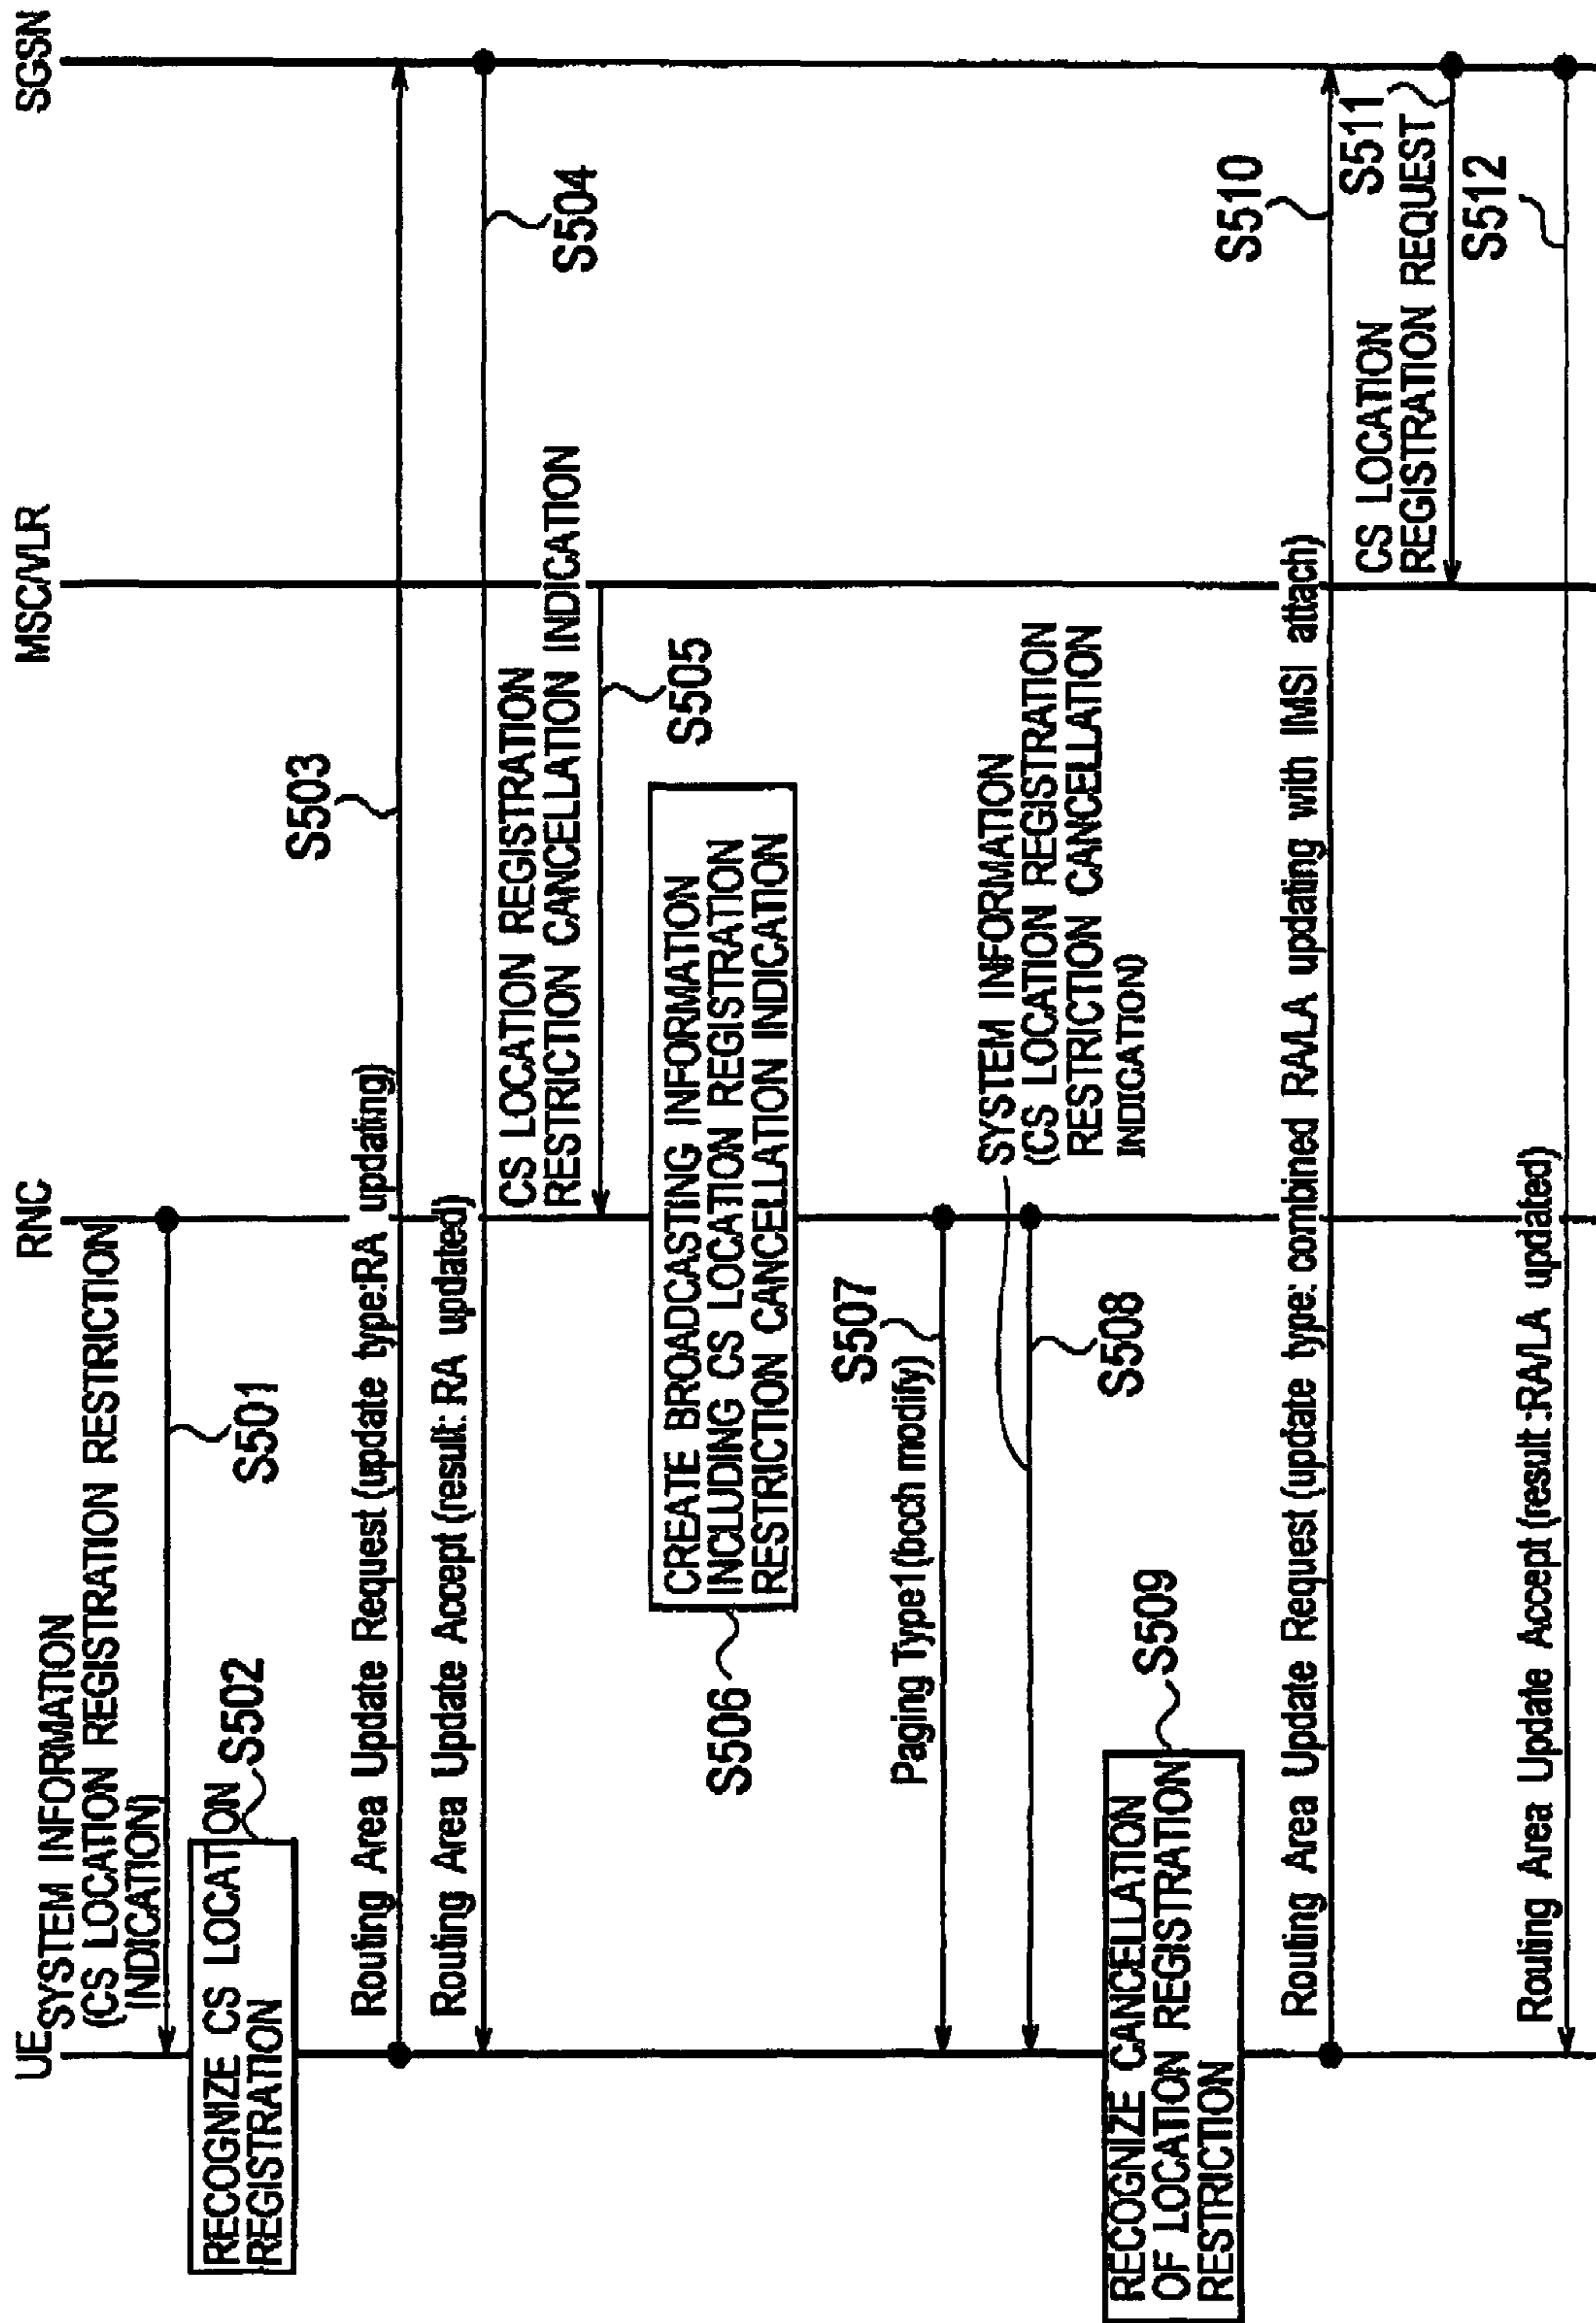 UE
RNC
MSC/VLR
SGSN
SYSTEM INFORMATION
(CS LOCATION REGISTRATION RESTRICTION
INDICATION)
S501
RECOGNIZE CS LOCATION
REGISTRATION
S502
S503
Routing Area Update Request (update type:RA updating)
Routing Area Update Accept (result: RA updated)
S504
CS LOCATION REGISTRATION
RESTRICTION CANCELLATION INDICATION
S505
CREATE BROADCASTING INFORMATION
INCLUDING CS LOCATION REGISTRATION
RESTRICTION CANCELLATION INDICATION
S506
S507
Paging Type1(bcch modify)
SYSTEM INFORMATION
(CS LOCATION REGISTRATION
RESTRICTION CANCELLATION
INDICATION)
S508
RECOGNIZE CANCELLATION
OF LOCATION REGISTRATION
RESTRICTION
S509
S510
Routing Area Update Request (update type: combined RA/LA updating with IMSI attach)
CS LOCATION
REGISTRATION REQUEST
S511
S512
Routing Area Update Accept (result :RA/LA updated)